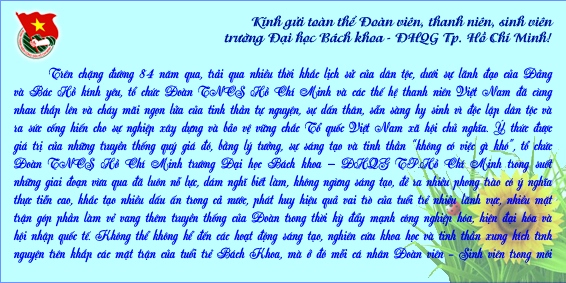 Kính gửi toàn thể Đoàn viên, thanh niên, sinh viên
trường Đại học Bách khoa - ĐHQG Tp. Hồ Chí Minh!
Trên chặng đường 84 năm qua, trải qua nhiều thời khắc lịch sử của dân tộc, dưới sự lãnh đạo của Đảng
và Bác Hồ kính yêu, tổ chức Đoàn TNCS Hồ Chí Minh và các thế hệ thanh niên Việt Nam đã cùng
nhau thắp lên và cháy mãi ngọn lửa của tinh thần tự nguyện, sự dấn thân, sẵn sàng hy sinh vì độc lập dân tộc và
ra sức cống hiến cho sự nghiệp xây dựng và bảo vệ vững chắc Tổ quốc Việt Nam xã hội chủ nghĩa. Ý thức được
giá trị của những truyền thống quý giá đó, bằng lý tưởng, sự sáng tạo và tinh thần "không có việc gì khó", tổ chức
Đoàn TNCS Hồ Chí Minh trường Đại học Bách khoa – ĐHQG TP.Hồ Chí Minh trong suốt
những giai đoạn vừa qua đã luôn nỗ lực, dám nghĩ biết làm, không ngừng sáng tạo, đề ra nhiều phong trào có ý nghĩa
thực tiễn cao, khắc tạo nhiều dấu ấn trong cả nước, phát huy hiệu quả vai trò của tuổi trẻ nhiều lãnh vực, nhiều mặt
trận góp phần làm vẻ vang thêm truyền thống của Đoàn trong thời kỳ đẩy mạnh công nghiệp hóa, hiện đại hóa và
hội nhập quốc tế. Không thể không kể đến các hoạt động sáng tạo, nghiên cứu khoa học và tinh thần xung kích tình
nguyện trên khắp các mặt trận của tuổi trẻ Bách Khoa, mà ở đó mỗi cá nhân Đoàn viên – Sinh viên trong môi